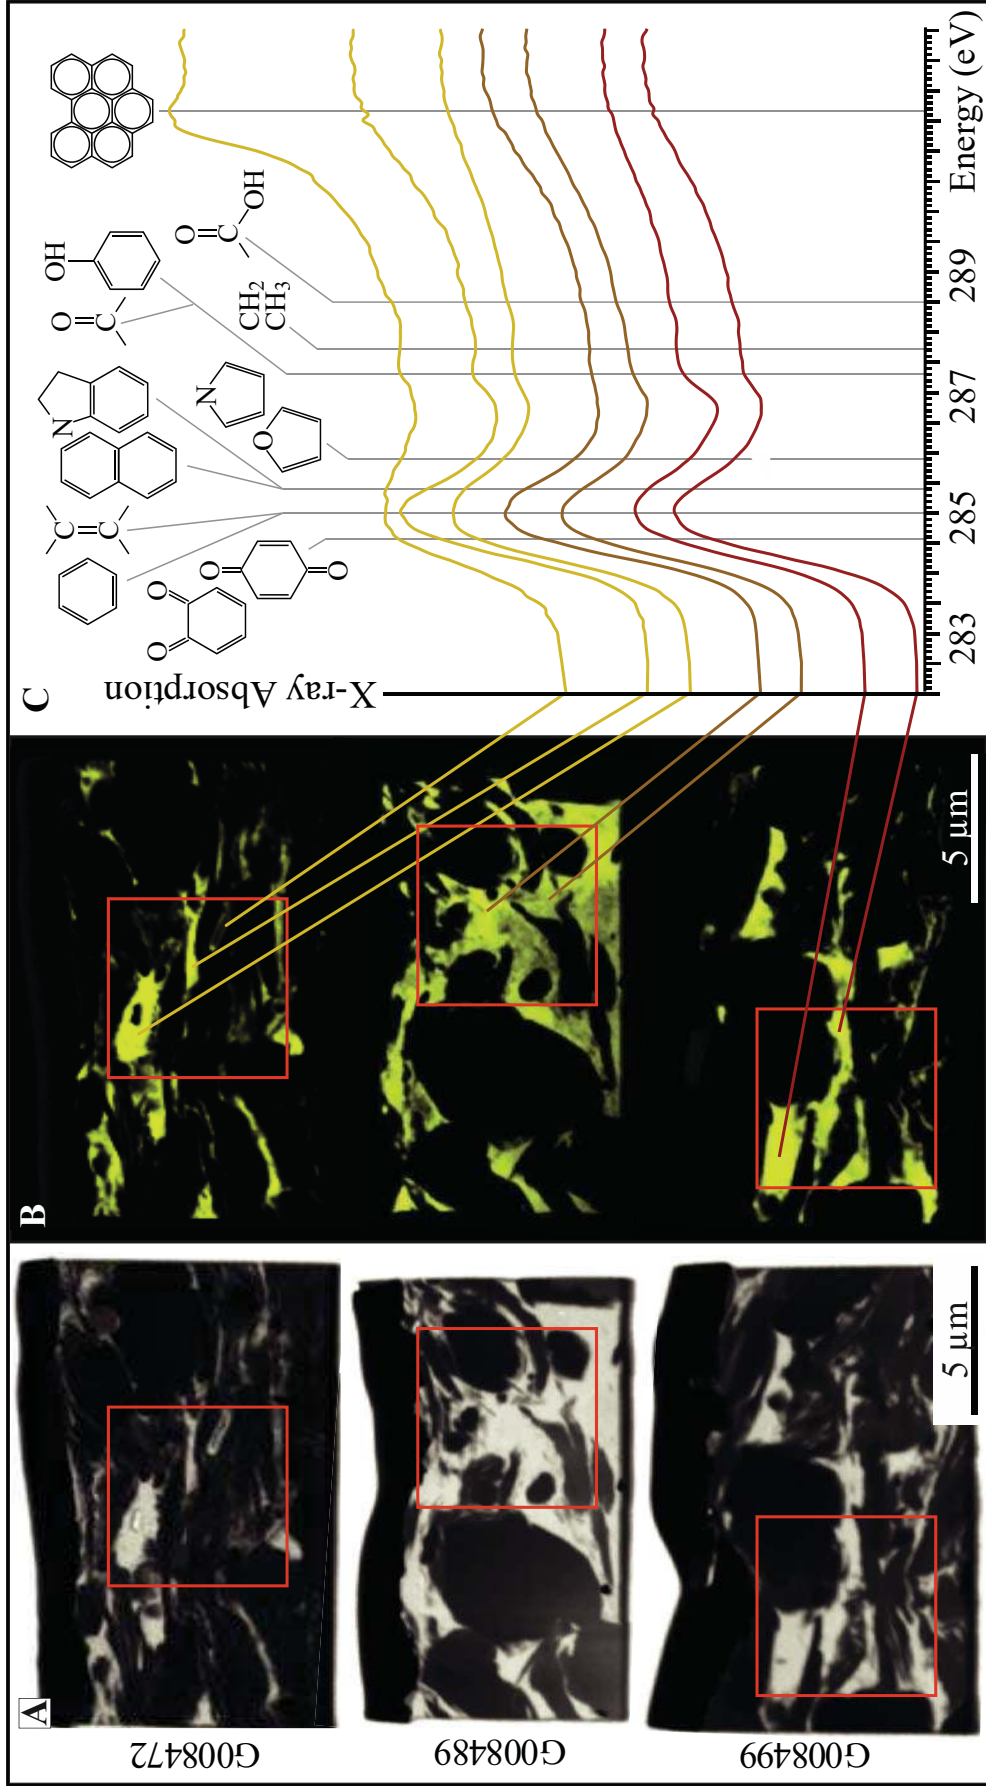 A
G008472
G008489
G008499
5 µm
B
5 µm
C
X-ray Absorption
O
O
O
O
C
C
N
O
C
OH
N
O
CH2
CH3
O
C
OH
283
285
287
289
Energy (eV)